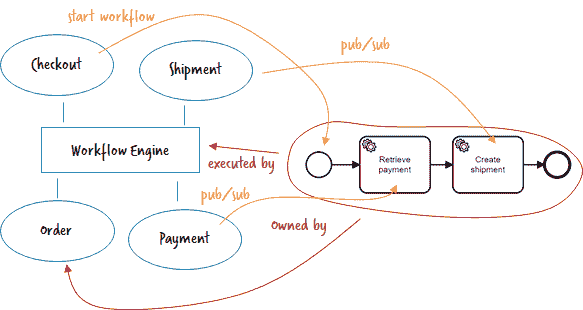 start workflow
Checkout
Shipment
pub/sub
Workflow Engine
executed by
Retrieve
payment
Create
shipment
pub/sub
Order
Payment
Owned by